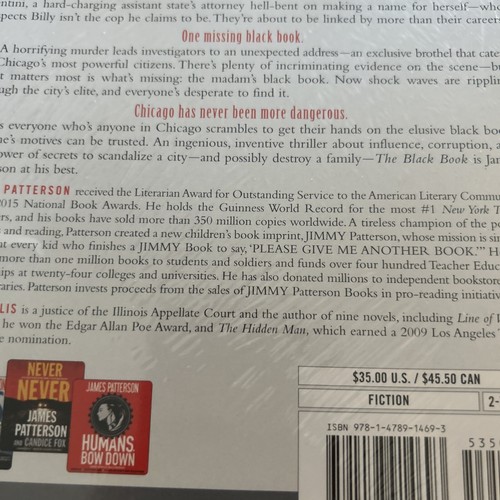 ntini, a hard-charging assistant state's attorney hell-bent on making a name for herself—who
pects Billy isn't the cop he claims to be. They're about to be linked by more than their careers
One missing black book.
A horrifying murder leads investigators to an unexpected address—an exclusive brothel that cate
Chicago's most powerful citizens. There's plenty of incriminating evidence on the scene—bu
t matters most is what's missing: the madam's black book. Now shock waves are rippling
ugh the city's elite, and everyone's desperate to find it.
Chicago has never been more dangerous.
s everyone who's anyone in Chicago scrambles to get their hands on the elusive black boo
ne's motives can be trusted. An ingenious, inventive thriller about influence, corruption, a
ower of secrets to scandalize a city—and possibly destroy a family—The Black Book is Jam
son at his best.
PATTERSON received the Literarian Award for Outstanding Service to the American Literary Commu
2015 National Book Awards. He holds the Guinness World Record for the most #1 New York T
ers, and his books have sold more than 350 million copies worldwide. A tireless champion of the po
s and reading, Patterson created a new children's book imprint, JIMMY Patterson, whose mission is sim
at every kid who finishes a JIMMY Book to say, 'PLEASE GIVE ME ANOTHER BOOK.'" He
more than one million books to students and soldiers and funds over four hundred Teacher Educ
hips at twenty-four colleges and universities. He has also donated millions to independent bookstore
raries. Patterson invests proceeds from the sales of JIMMY Patterson Books in pro-reading initiative
LIS is a justice of the Illinois Appellate Court and the author of nine novels, including Line of V
he won the Edgar Allan Poe Award, and The Hidden Man, which earned a 2009 Los Angeles T
e nomination.
NEVER
NEVER
JAMES
PATTERSON
AND CANDICE FOX
JAMES PATTERSON
HUMANS,
BOW DOWN
$35.00 U.S. / $45.50 CAN
FICTION
2-
ISBN 978-1-4789-1469-3
535